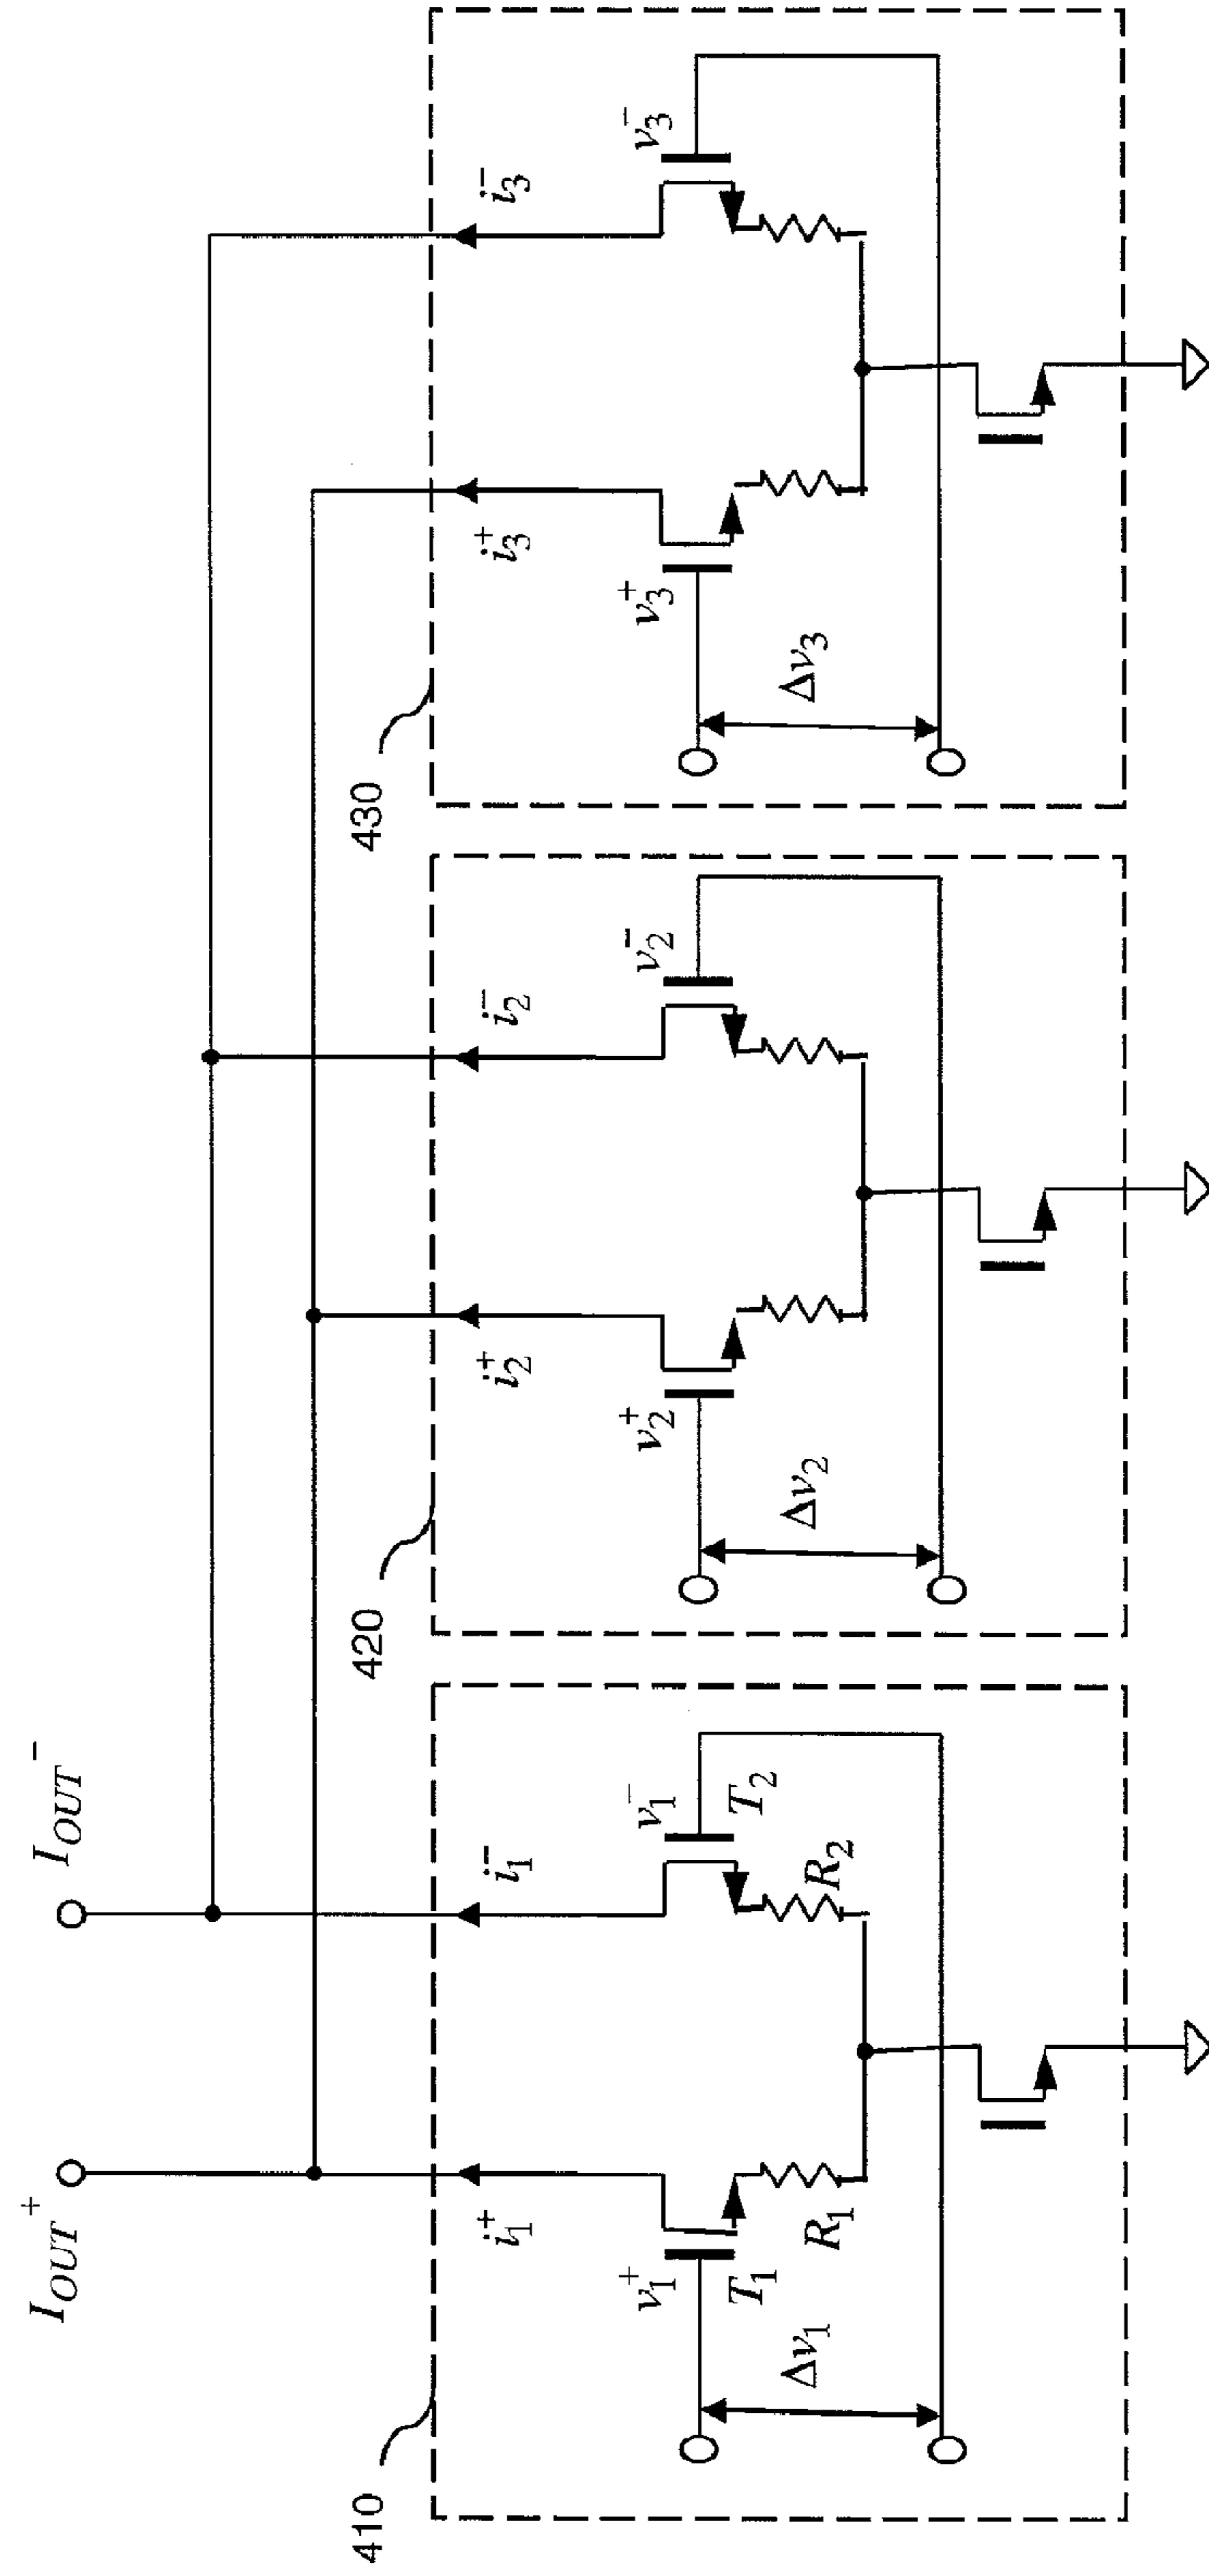 I_OUT^+ I_OUT^-
410 420 430
i_1^+ i_1^- i_2^+ i_2^- i_3^+ i_3^-
v_1^+ v_1^- v_2^+ v_2^- v_3^+ v_3^-
T_1 T_2
Δv_1 R_1 R_2 Δv_2 Δv_3